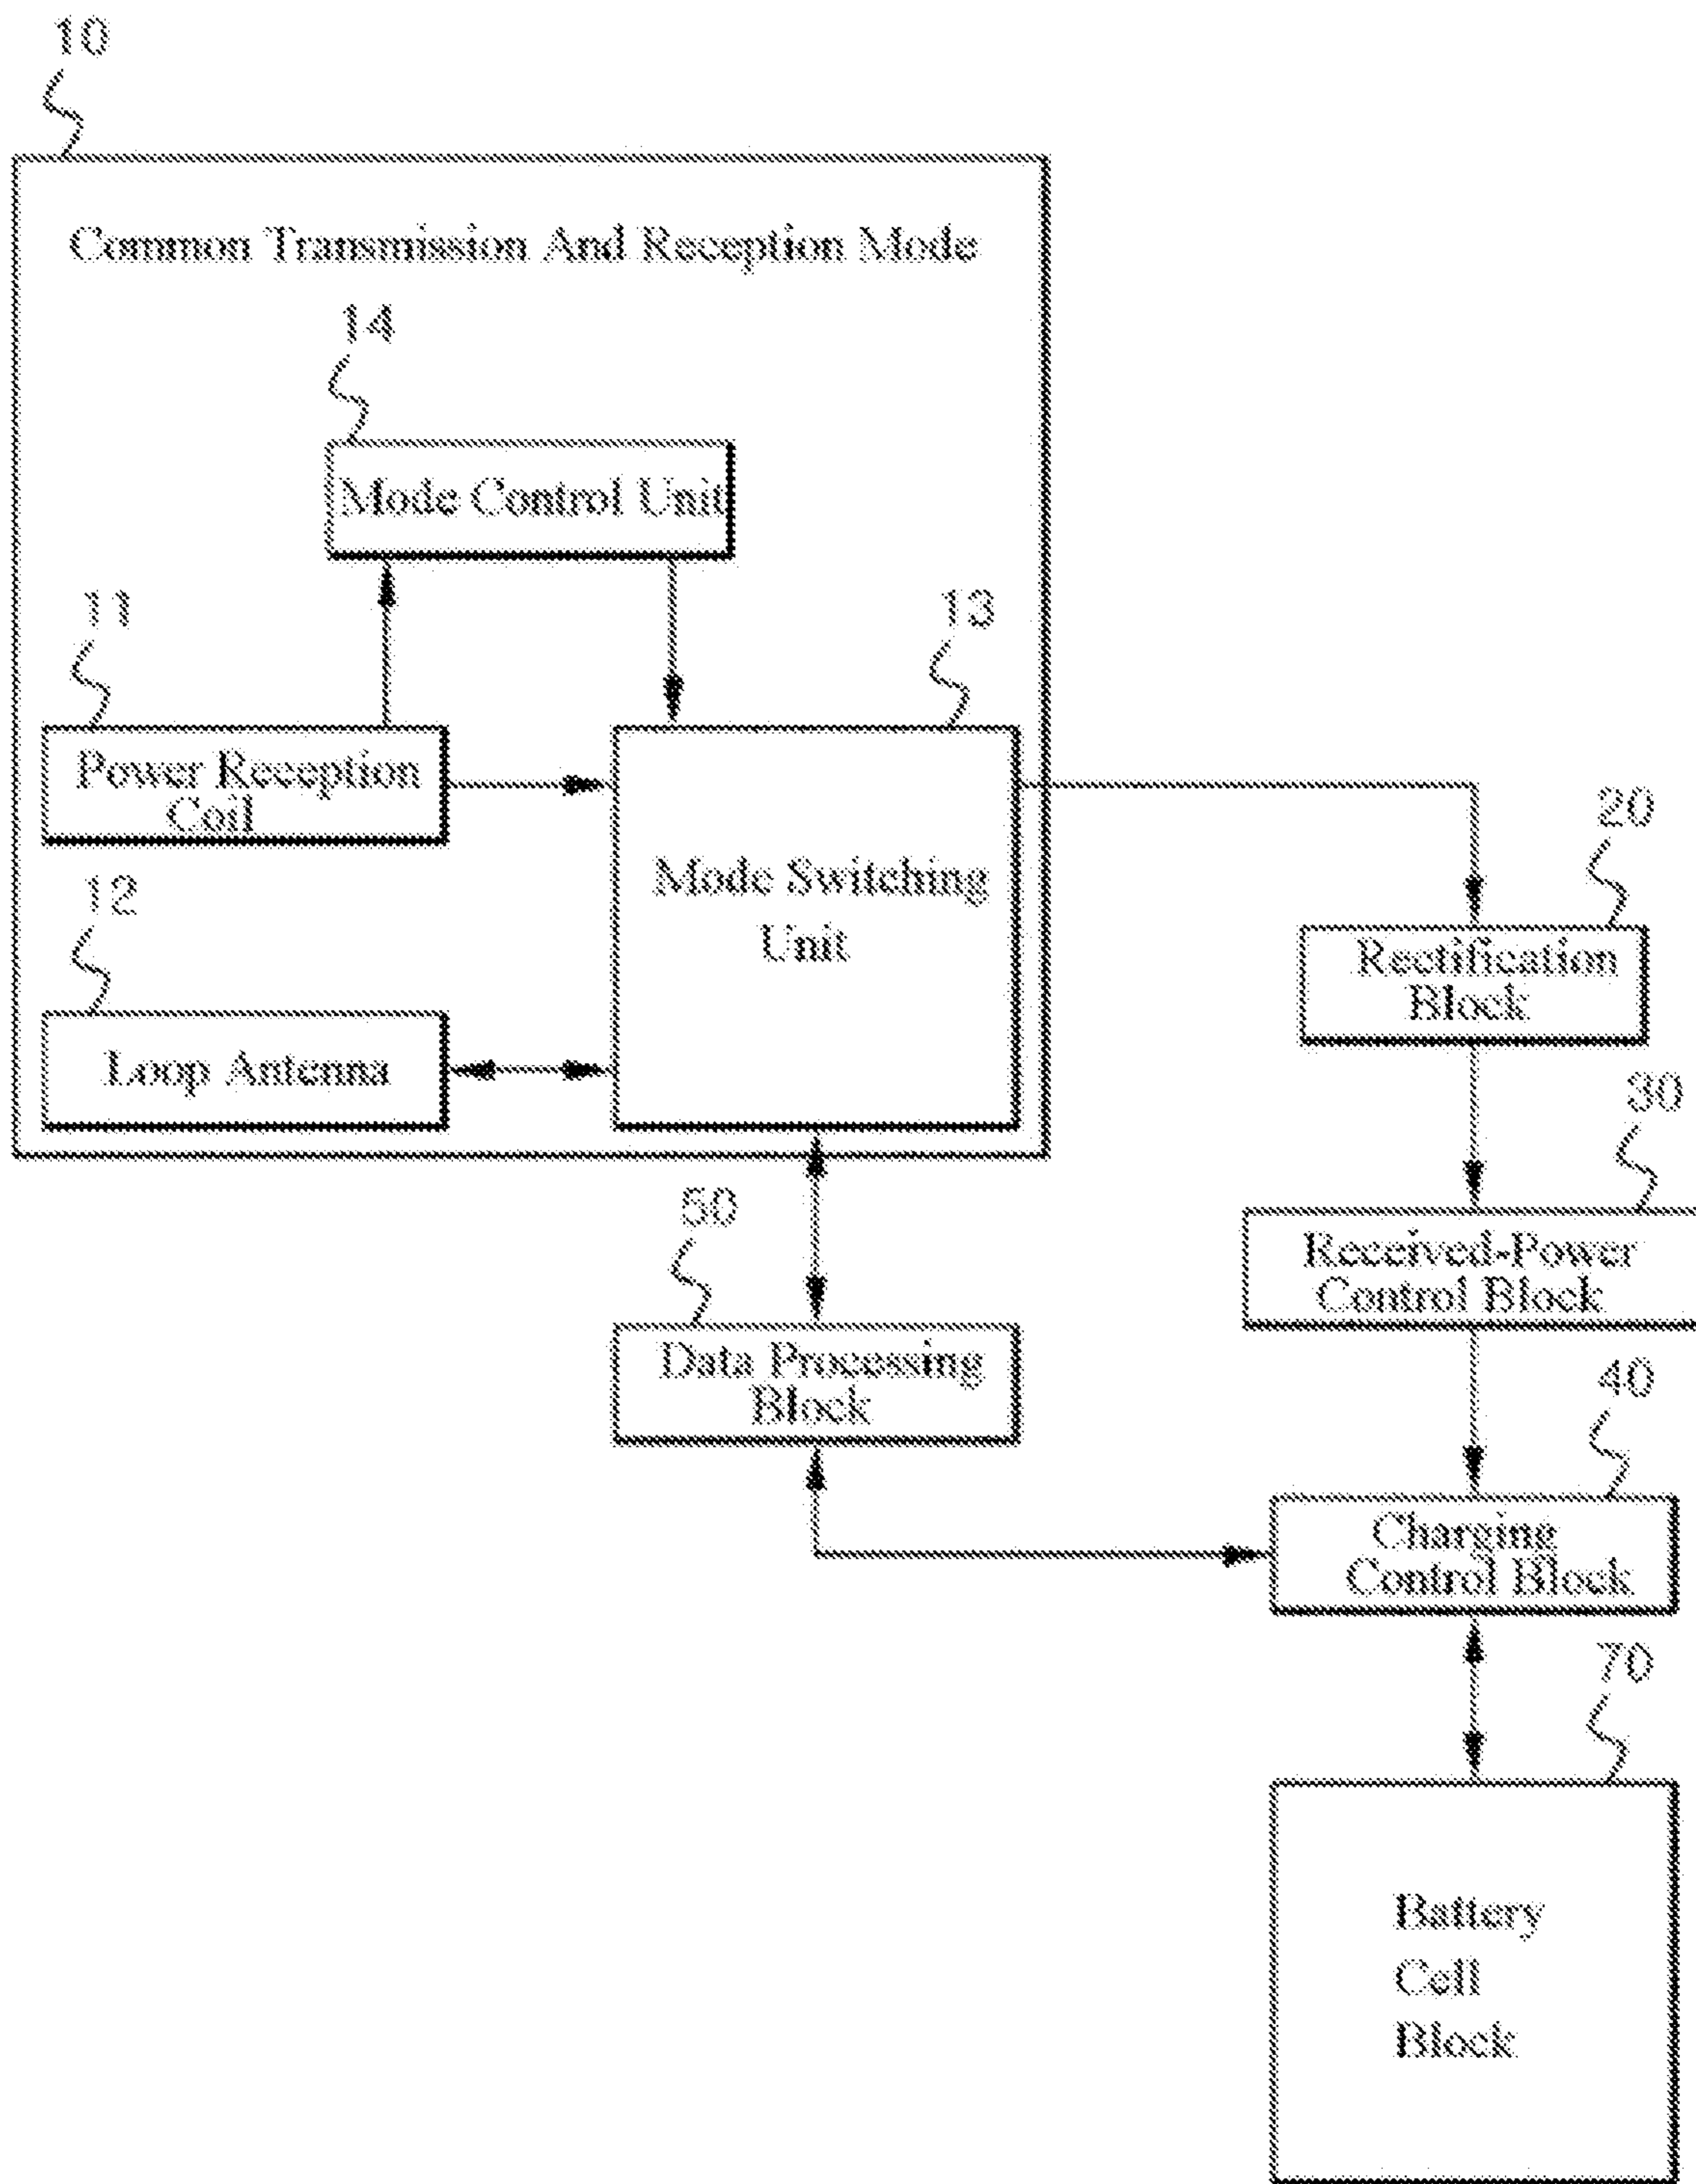 10
Common Transmission And Reception Mode
14
Mode Control Unit
11
13
Power Reception
Coil
20
12
Mode Switching
Unit
Rectification
Block
Loop Antenna
30
50
Received-Power
Control Block
Data Processing
Block
40
Charging
Control Block
70
Battery
Cell
Block